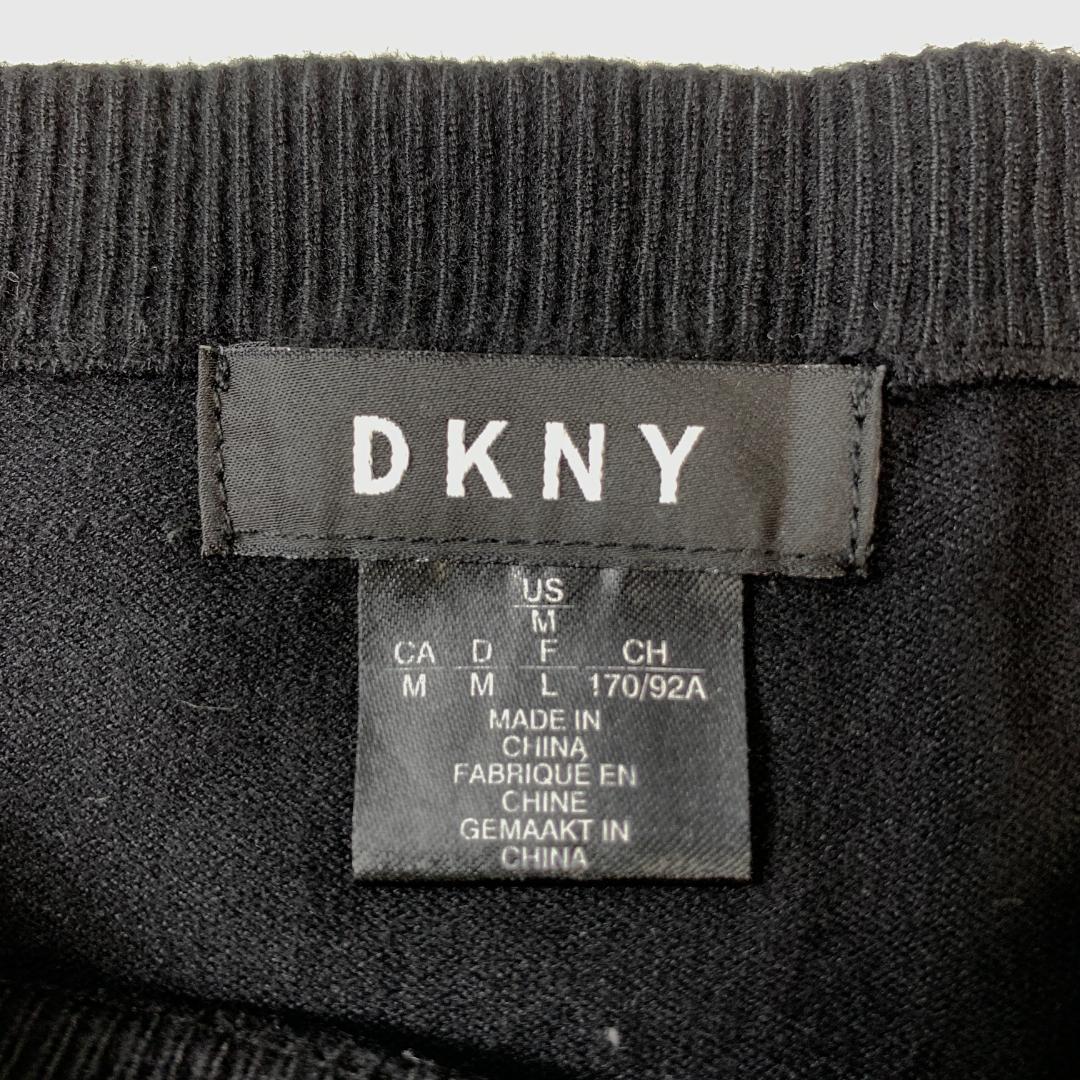 DKNY
US
M
CA D F CH
M M L 170/92A
MADE IN
CHINA
FABRIQUÉ EN
CHINE
GEMAAKT IN
CHINA